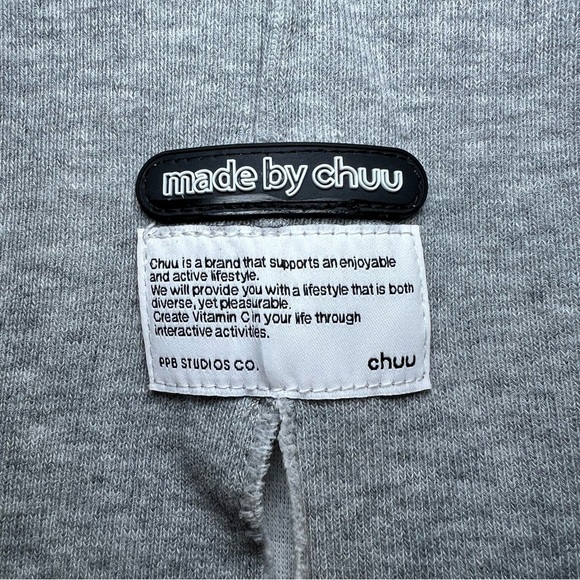 made by chuu
Chuu is a brand that supports an enjoyable
and active lifestyle.
We will provide you with a lifestyle that is both
diverse, yet pleasurable.
Create Vitamin C in your life through
interactive activities.
PPB STUDIOS CO.
chuu